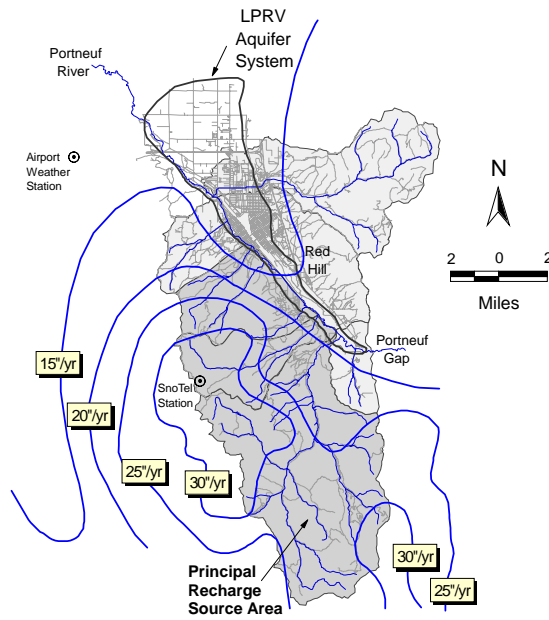 LPRV
Aquifer
System
Portneuf
River
Airport
Weather
Station
N
Red
Hill
2 0 2
Miles
Portneuf
Gap
15"/yr
SnoTel
Station
20"/yr
25"/yr
30"/yr
30"/yr
25"/yr
Principal
Recharge
Source Area